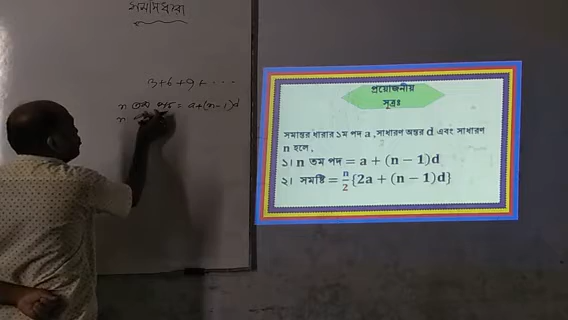 সমান্তর ধারা
3+6+9+ · · ·
n তম পদ = a+(n-1)d
n
প্রয়োজনীয়
সূত্রঃ
সমান্তর ধারার ১ম পদ a ,সাধারণ অন্তর d এবং সাধারণ
n হলে ,
১। n তম পদ = a + (n − 1)d
২। সমষ্টি = n/2 {2a + (n − 1)d}